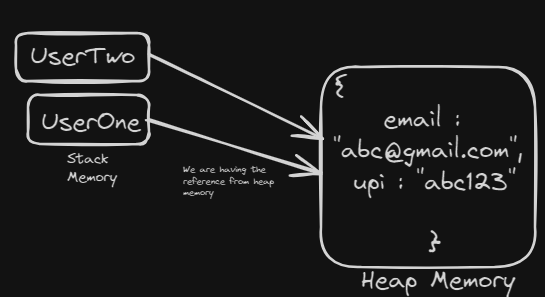 UserTwo
UserOne
Stack
Memory
We are having the
reference from heap
memory
{
email :
"abc@gmail.com",
upi : "abc123"
}
Heap Memory